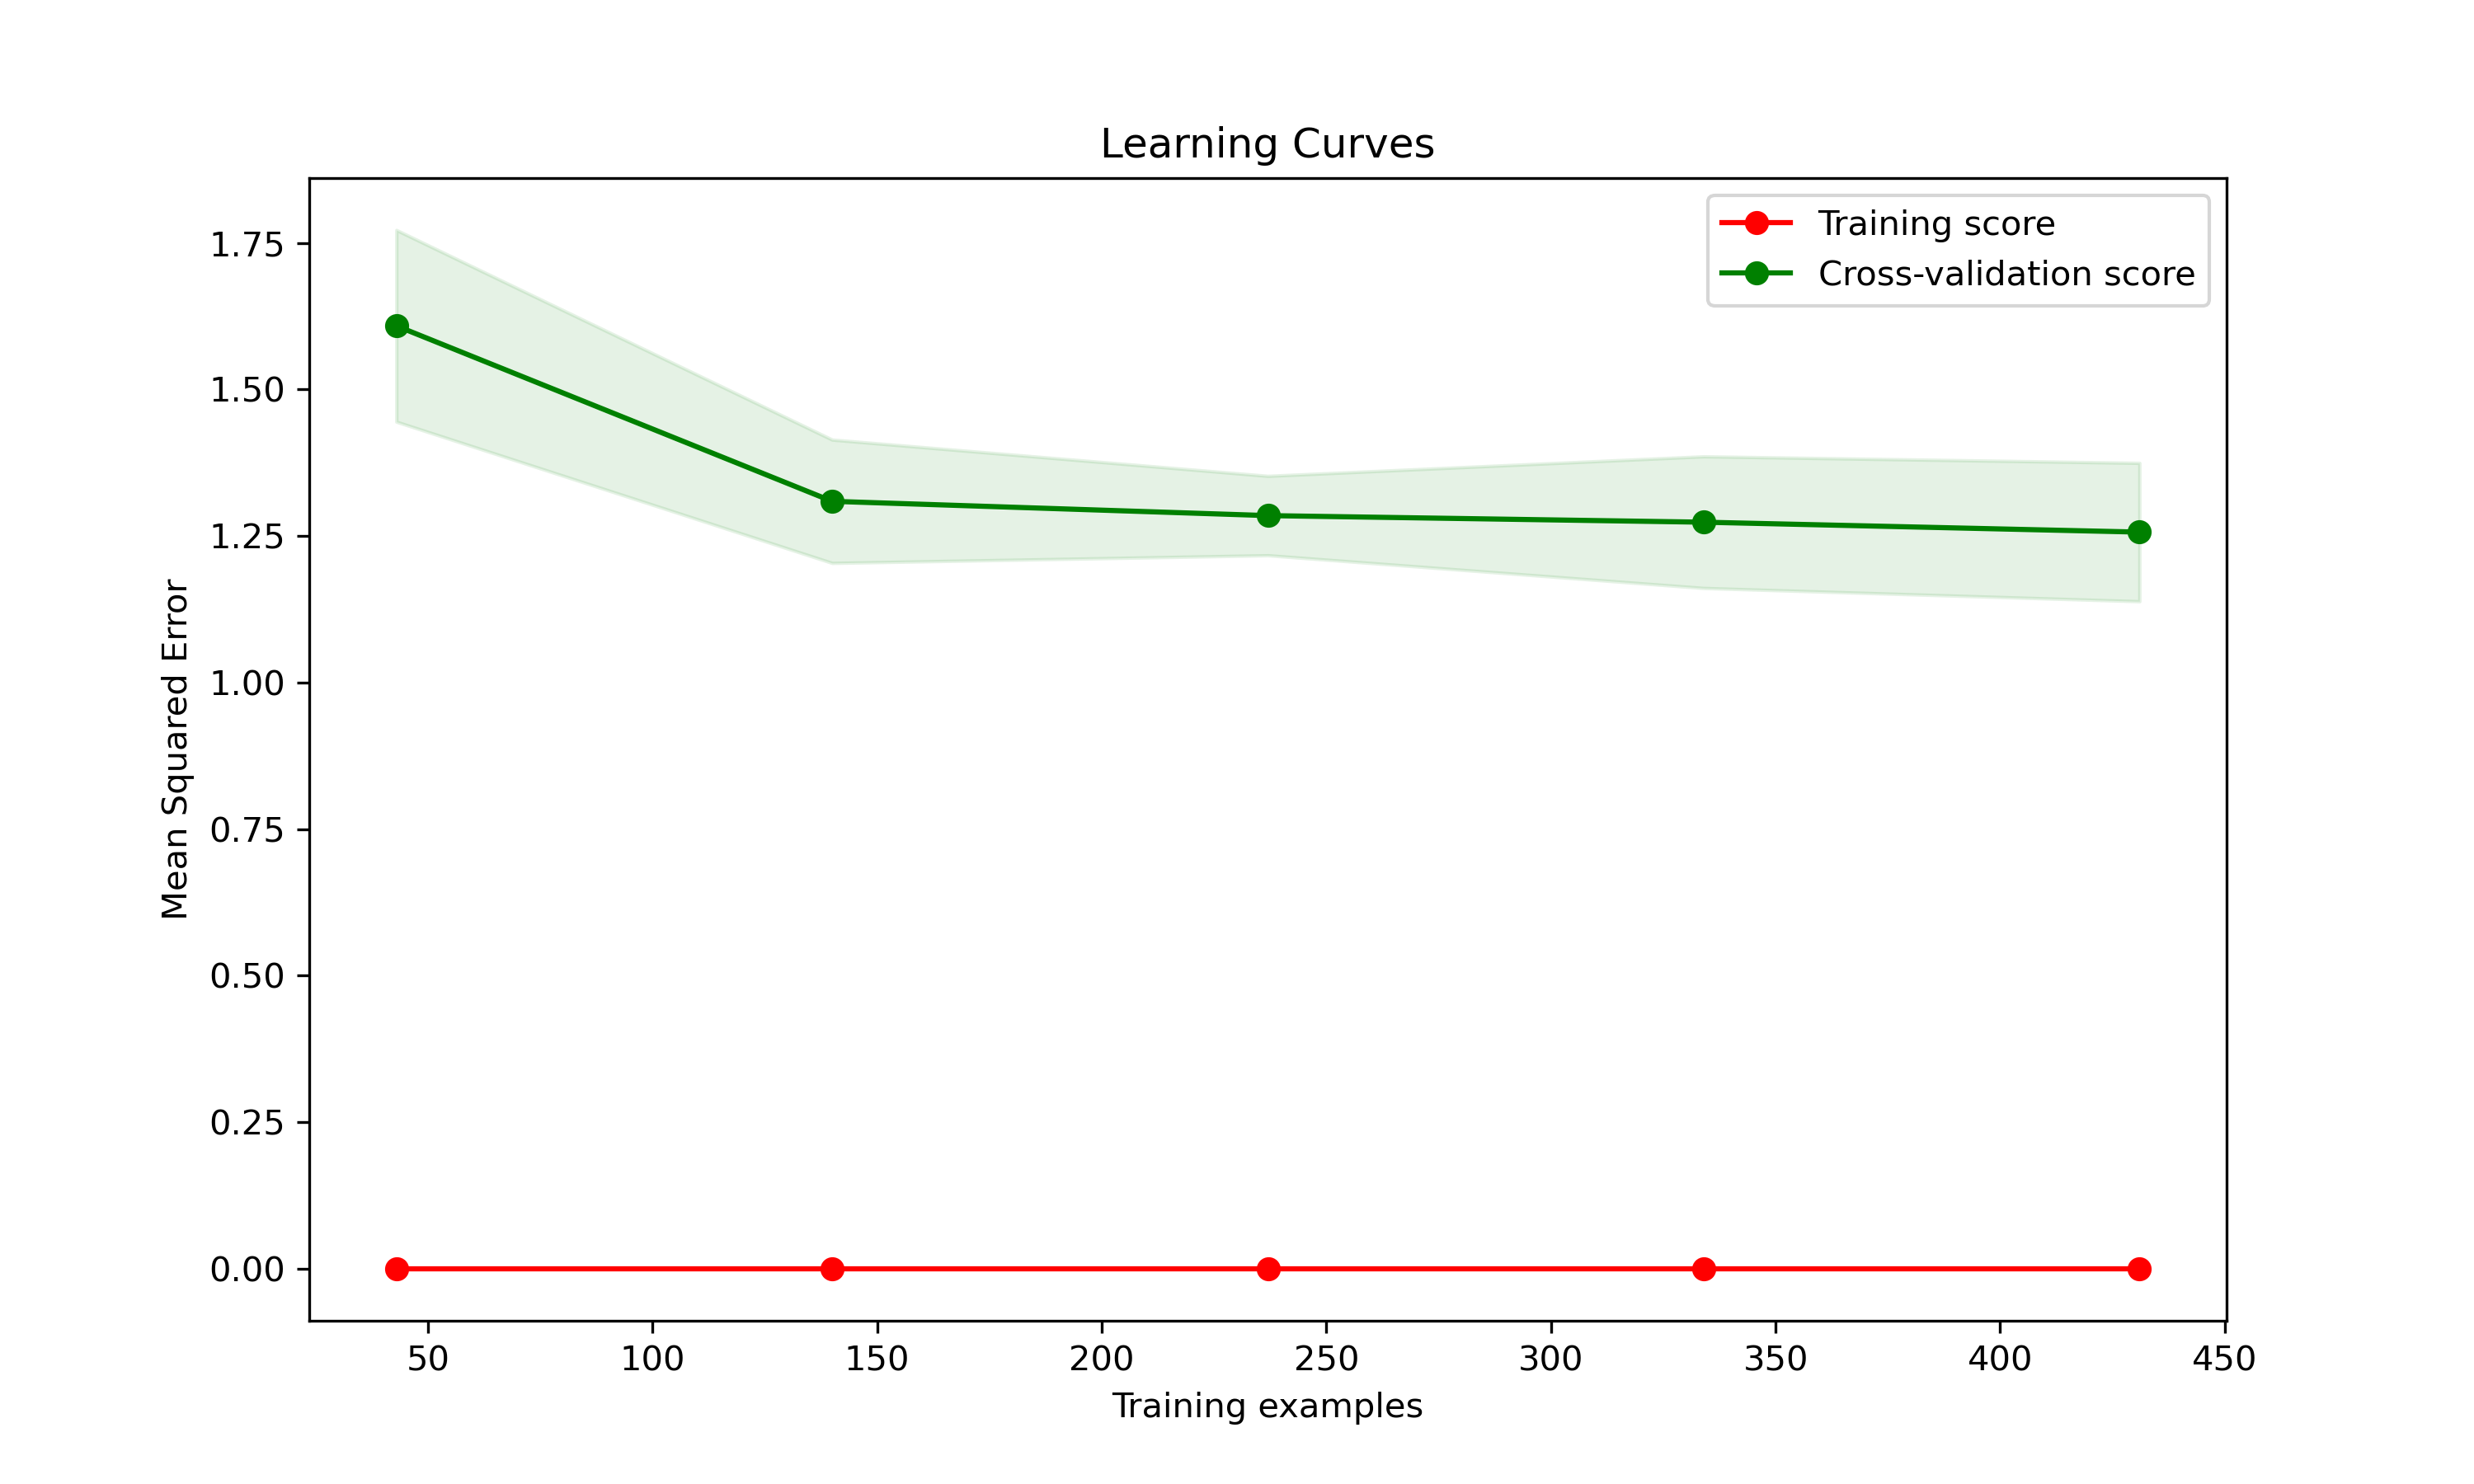 Learning Curves
Training score
Cross-validation score
1.75
1.50
1.25
1.00
0.75
0.50
0.25
0.00
Mean Squared Error
50 100 150 200 250 300 350 400 450
Training examples